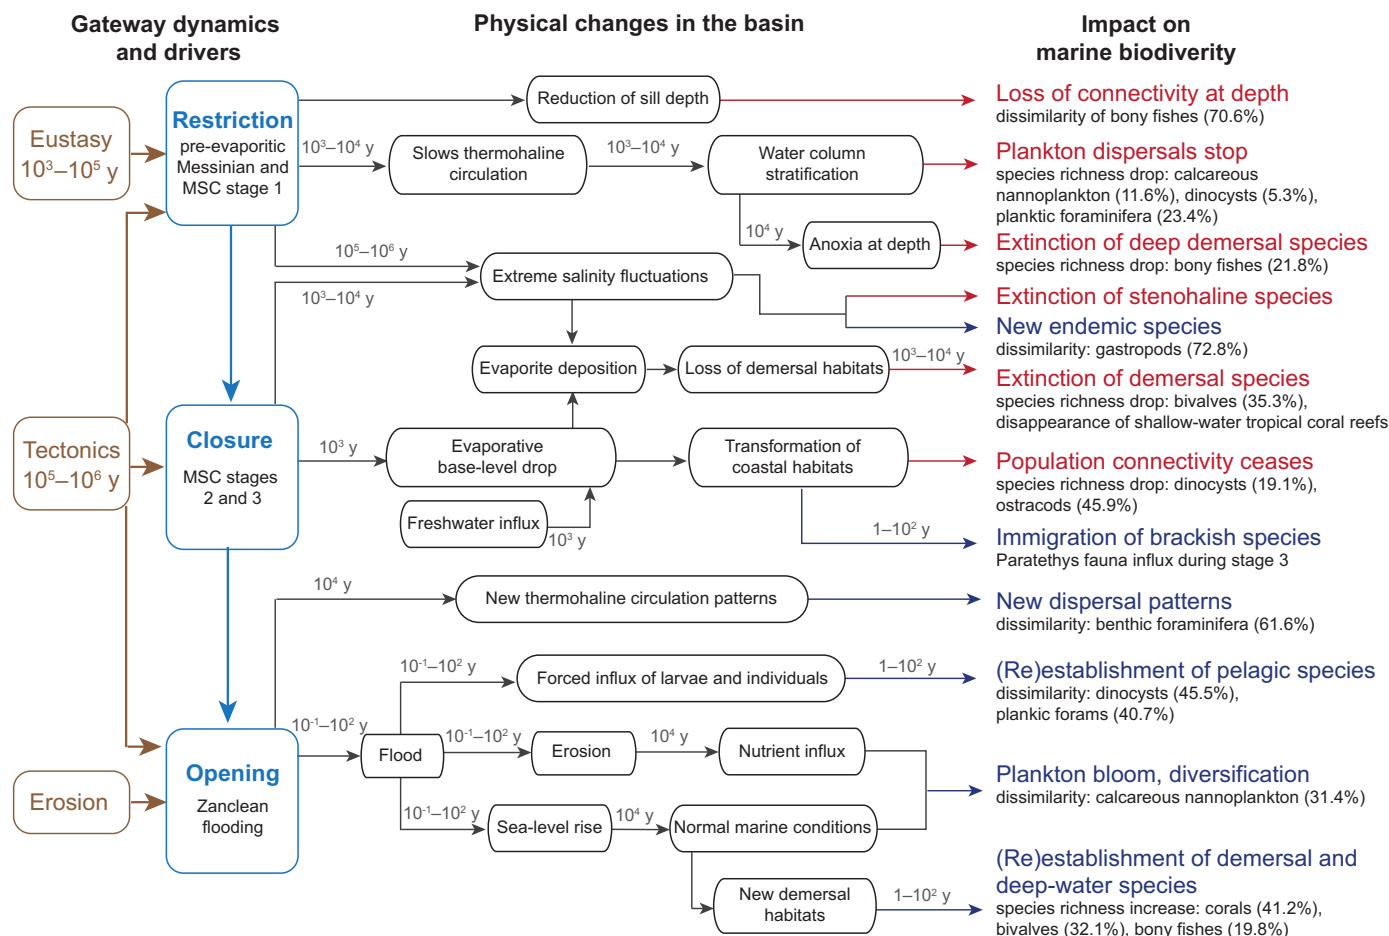 Gateway dynamics
and drivers
Physical changes in the basin
Impact on
marine biodiverity
Eustasy
10³–10⁵ y
Tectonics
10⁵–10⁶ y
Erosion
Restriction
pre-evaporitic
Messinian and
MSC stage 1
Closure
MSC stages
2 and 3
Opening
Zanclean
flooding
Reduction of sill depth
Loss of connectivity at depth
dissimilarity of bony fishes (70.6%)
10³–10⁴ y
Slows thermohaline
circulation
10³–10⁴ y
Water column
stratification
Plankton dispersals stop
species richness drop: calcareous
nannoplankton (11.6%), dinocysts (5.3%),
planktic foraminifera (23.4%)
10⁴ y
Anoxia at depth
Extinction of deep demersal species
species richness drop: bony fishes (21.8%)
10⁵–10⁶ y
10³–10⁴ y
Extreme salinity fluctuations
Extinction of stenohaline species
New endemic species
dissimilarity: gastropods (72.8%)
Evaporite deposition
Loss of demersal habitats
10³–10⁴ y
Extinction of demersal species
species richness drop: bivalves (35.3%),
disappearance of shallow-water tropical coral reefs
10³ y
Evaporative
base-level drop
Transformation of
coastal habitats
Population connectivity ceases
species richness drop: dinocysts (19.1%),
ostracods (45.9%)
Freshwater influx
10³ y
1–10² y
Immigration of brackish species
Paratethys fauna influx during stage 3
10⁴ y
New thermohaline circulation patterns
New dispersal patterns
dissimilarity: benthic foraminifera (61.6%)
10⁻¹–10² y
Flood
10⁻¹–10² y
Forced influx of larvae and individuals
1–10² y
(Re)establishment of pelagic species
dissimilarity: dinocysts (45.5%),
plankic forams (40.7%)
10⁻¹–10² y
Erosion
10⁴ y
Nutrient influx
Plankton bloom, diversification
dissimilarity: calcareous nannoplankton (31.4%)
10⁻¹–10² y
Sea-level rise
10⁴ y
Normal marine conditions
New demersal
habitats
1–10² y
(Re)establishment of demersal and
deep-water species
species richness increase: corals (41.2%),
bivalves (32.1%), bony fishes (19.8%)